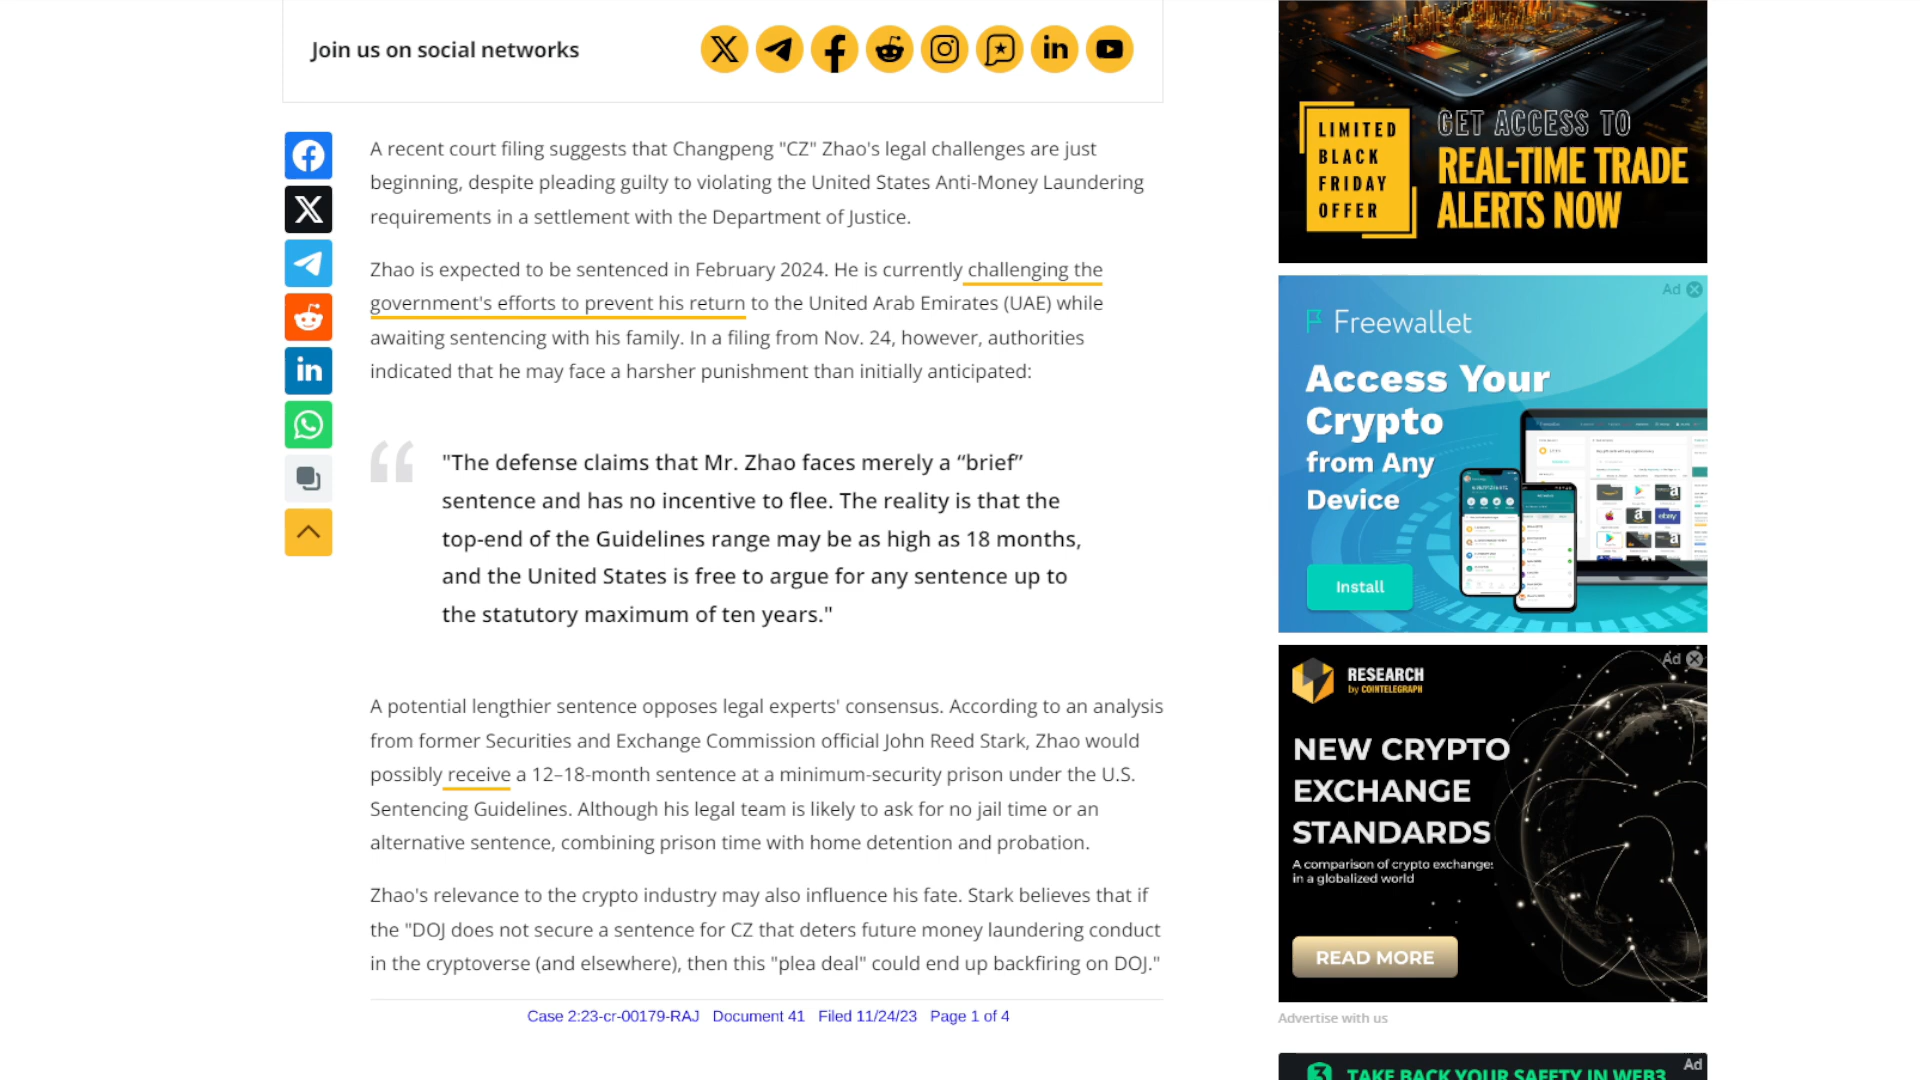 Join us on social networks
A recent court filing suggests that Changpeng "CZ" Zhao's legal challenges are just
beginning, despite pleading guilty to violating the United States Anti-Money Laundering
requirements in a settlement with the Department of Justice.
Zhao is expected to be sentenced in February 2024. He is currently challenging the
government's efforts to prevent his return to the United Arab Emirates (UAE) while
awaiting sentencing with his family. In a filing from Nov. 24, however, authorities
indicated that he may face a harsher punishment than initially anticipated:
"The defense claims that Mr. Zhao faces merely a “brief”
sentence and has no incentive to flee. The reality is that the
top-end of the Guidelines range may be as high as 18 months,
and the United States is free to argue for any sentence up to
the statutory maximum of ten years."
A potential lengthier sentence opposes legal experts' consensus. According to an analysis
from former Securities and Exchange Commission official John Reed Stark, Zhao would
possibly receive a 12–18-month sentence at a minimum-security prison under the U.S.
Sentencing Guidelines. Although his legal team is likely to ask for no jail time or an
alternative sentence, combining prison time with home detention and probation.
Zhao's relevance to the crypto industry may also influence his fate. Stark believes that if
the "DOJ does not secure a sentence for CZ that deters future money laundering conduct
in the cryptoverse (and elsewhere), then this "plea deal" could end up backfiring on DOJ."
Case 2:23-cr-00179-RAJ Document 41 Filed 11/24/23 Page 1 of 4
LIMITED
BLACK
FRIDAY
OFFER
GET ACCESS TO
REAL-TIME TRADE
ALERTS NOW
Ad
Freewallet
Access Your
Crypto
from Any
Device
Install
Ad
RESEARCH
by COINTELEGRAPH
NEW CRYPTO
EXCHANGE
STANDARDS
A comparison of crypto exchange:
in a globalized world
READ MORE
Advertise with us
Ad
TAKE BACK YOUR SAFETY IN WEB3